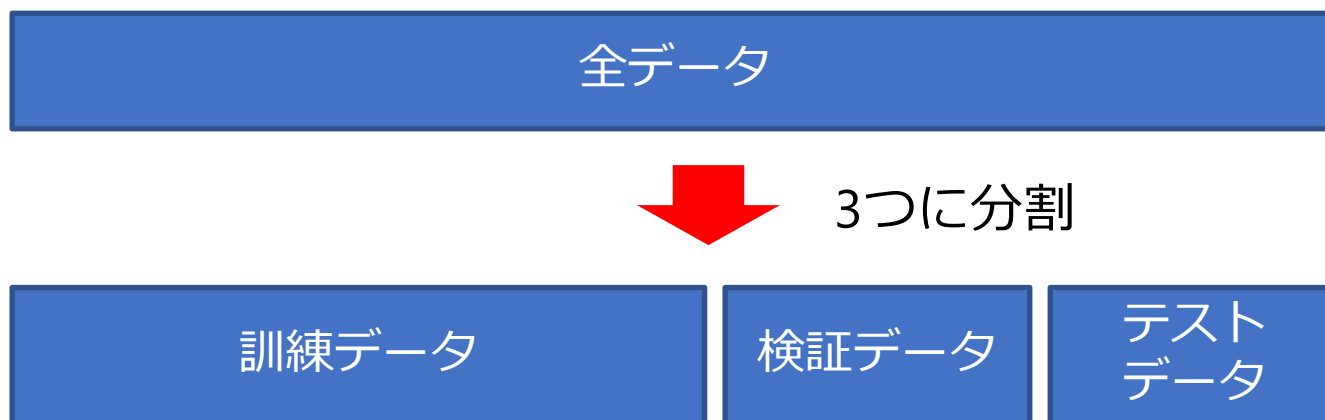 全データ
3つに分割
訓練データ
検証データ
テスト
データ